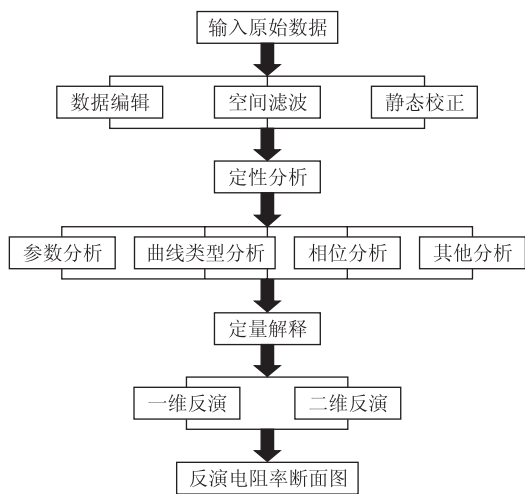 输入原始数据
数据编辑
空间滤波
静态校正
定性分析
参数分析
曲线类型分析
相位分析
其他分析
定量解释
一维反演
二维反演
反演电阻率断面图